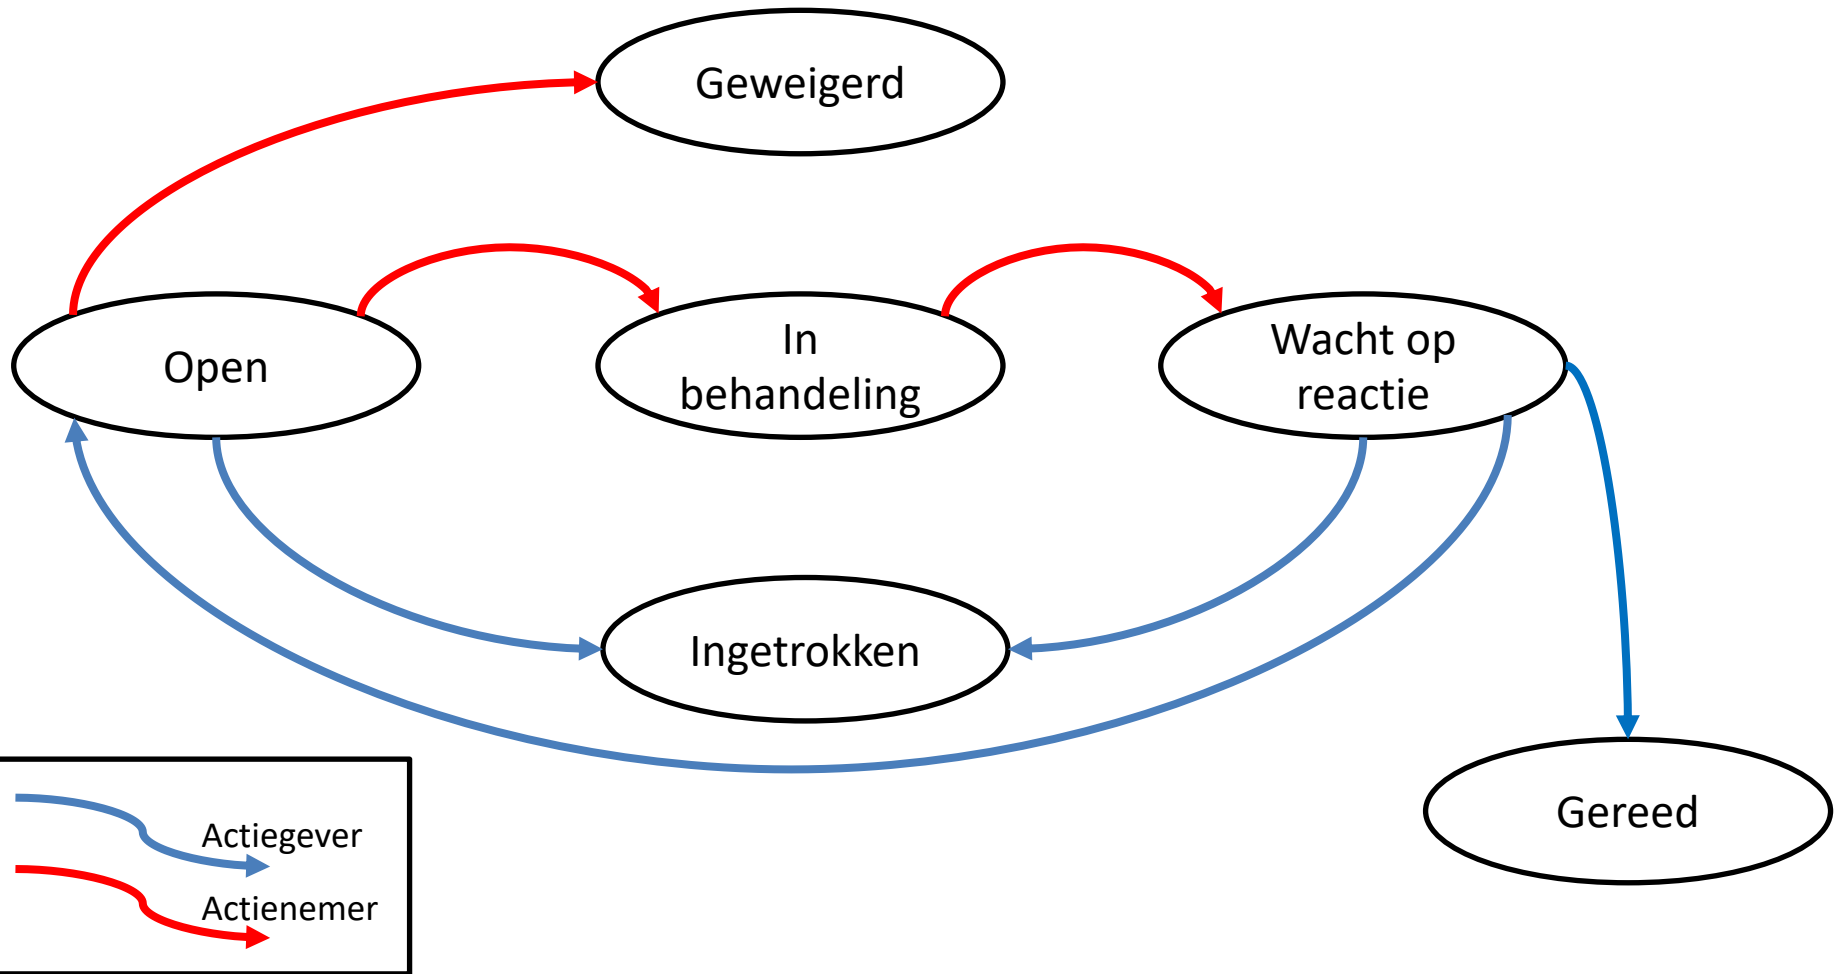 Geweigerd
Open
In
behandeling
Wacht op
reactie
Ingetrokken
Gereed
Actiegever
Actienemer